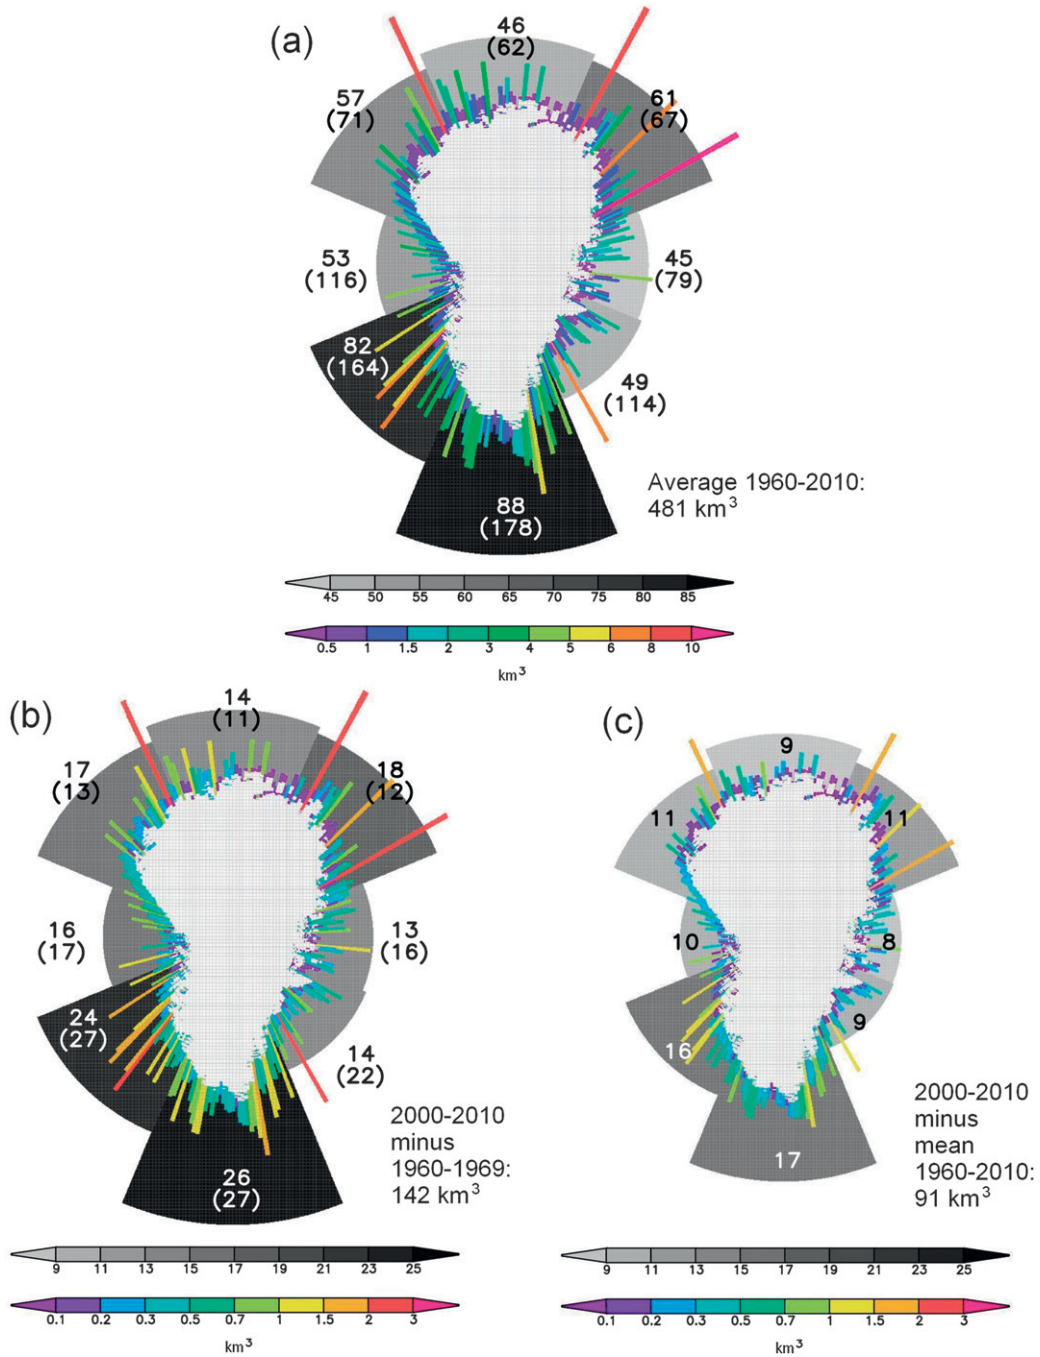 (a)
46
(62)
57
(71)
61
(67)
53
(116)
45
(79)
82
(164)
49
(114)
88
(178)
Average 1960-2010:
481 km³
45 50 55 60 65 70 75 80 85
0.5 1 1.5 2 3 4 5 6 8 10
km³
(b)
14
(11)
17
(13)
18
(12)
16
(17)
13
(16)
24
(27)
14
(22)
26
(27)
2000-2010
minus
1960-1969:
142 km³
9 11 13 15 17 19 21 23 25
0.1 0.2 0.3 0.5 0.7 1 1.5 2 3
km³
(c)
9
11
11
10
8
16
9
17
2000-2010
minus
mean
1960-2010:
91 km³
9 11 13 15 17 19 21 23 25
0.1 0.2 0.3 0.5 0.7 1 1.5 2 3
km³